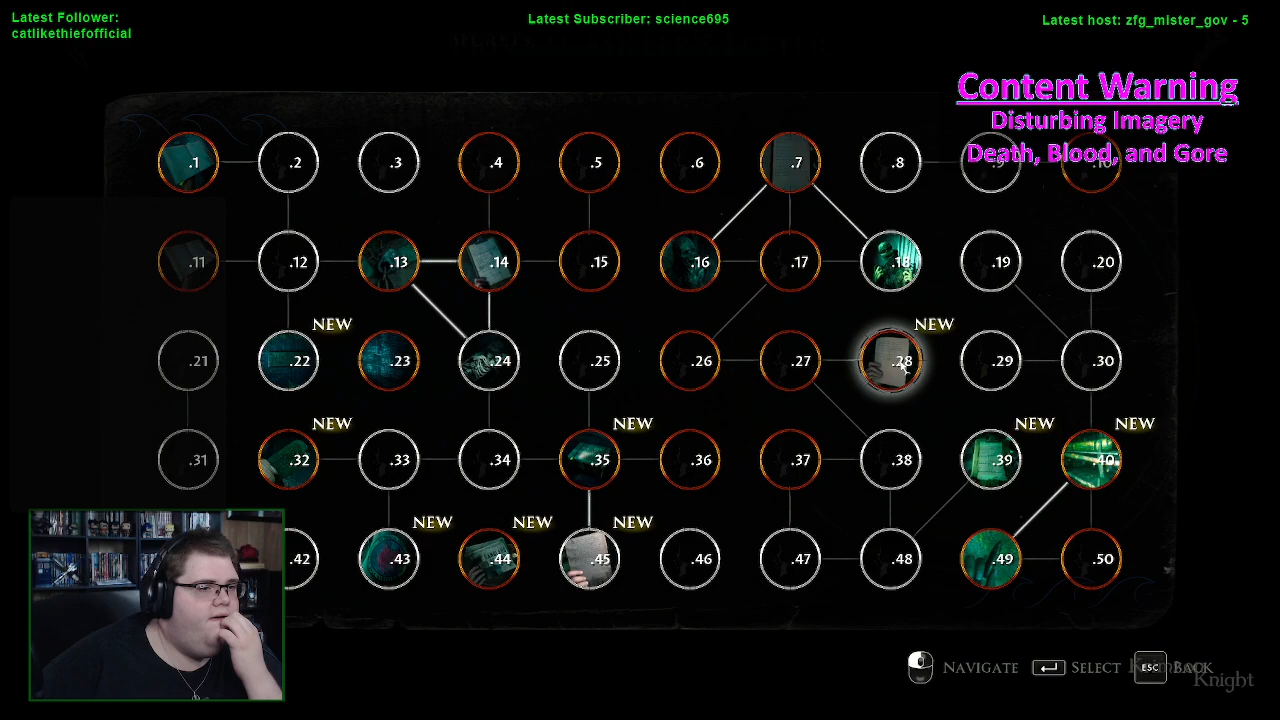 Latest Follower:
catlikethiefofficial
Latest Subscriber: science695
Latest host: zfg_mister_gov - 5
Content Warning
Disturbing Imagery
Death, Blood, and Gore
.1 .2 .3 .4 .5 .6 .7 .8
.11 .12 .13 .14 .15 .16 .17 .18 .19 .20
NEW NEW
.21 .22 .23 .24 .25 .26 .27 .28 .29 .30
NEW NEW NEW NEW
.31 .32 .33 .34 .35 .36 .37 .38 .39 .40
NEW NEW NEW
.42 .43 .44 .45 .46 .47 .48 .49 .50
NAVIGATE SELECT ESC BACK
Knight